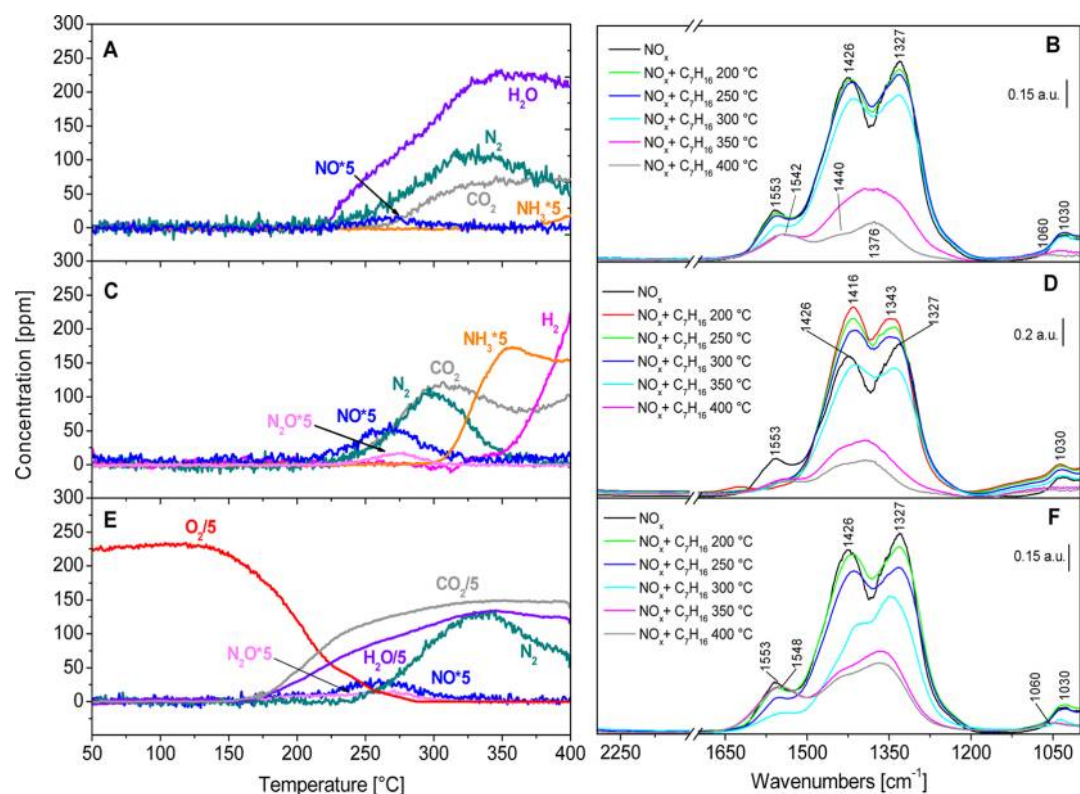 Concentration [ppm]
A
300
250
200
150
100
50
0
H₂O
N₂
NO*5
CO₂
NH₃*5
C
300
250
200
150
100
50
0
H₂
NH₃*5
CO₂
N₂
NO*5
N₂O*5
E
300
250
200
150
100
50
0
O₂/5
CO₂/5
N₂O*5
H₂O/5
N₂
NO*5
50 100 150 200 250 300 350 400
Temperature [°C]
B
NOₓ
NOₓ + C₇H₁₆ 200 °C
NOₓ + C₇H₁₆ 250 °C
NOₓ + C₇H₁₆ 300 °C
NOₓ + C₇H₁₆ 350 °C
NOₓ + C₇H₁₆ 400 °C
1426
1327
0.15 a.u.
1553
1542
1440
1376
1060
1030
D
NOₓ
NOₓ + C₇H₁₆ 200 °C
NOₓ + C₇H₁₆ 250 °C
NOₓ + C₇H₁₆ 300 °C
NOₓ + C₇H₁₆ 350 °C
NOₓ + C₇H₁₆ 400 °C
1426
1416
1343
1327
0.2 a.u.
1553
1030
F
NOₓ
NOₓ + C₇H₁₆ 200 °C
NOₓ + C₇H₁₆ 250 °C
NOₓ + C₇H₁₆ 300 °C
NOₓ + C₇H₁₆ 350 °C
NOₓ + C₇H₁₆ 400 °C
1426
1327
0.15 a.u.
1553
1548
1060
1030
2250 1650 1500 1350 1200 1050
Wavenumbers [cm⁻¹]